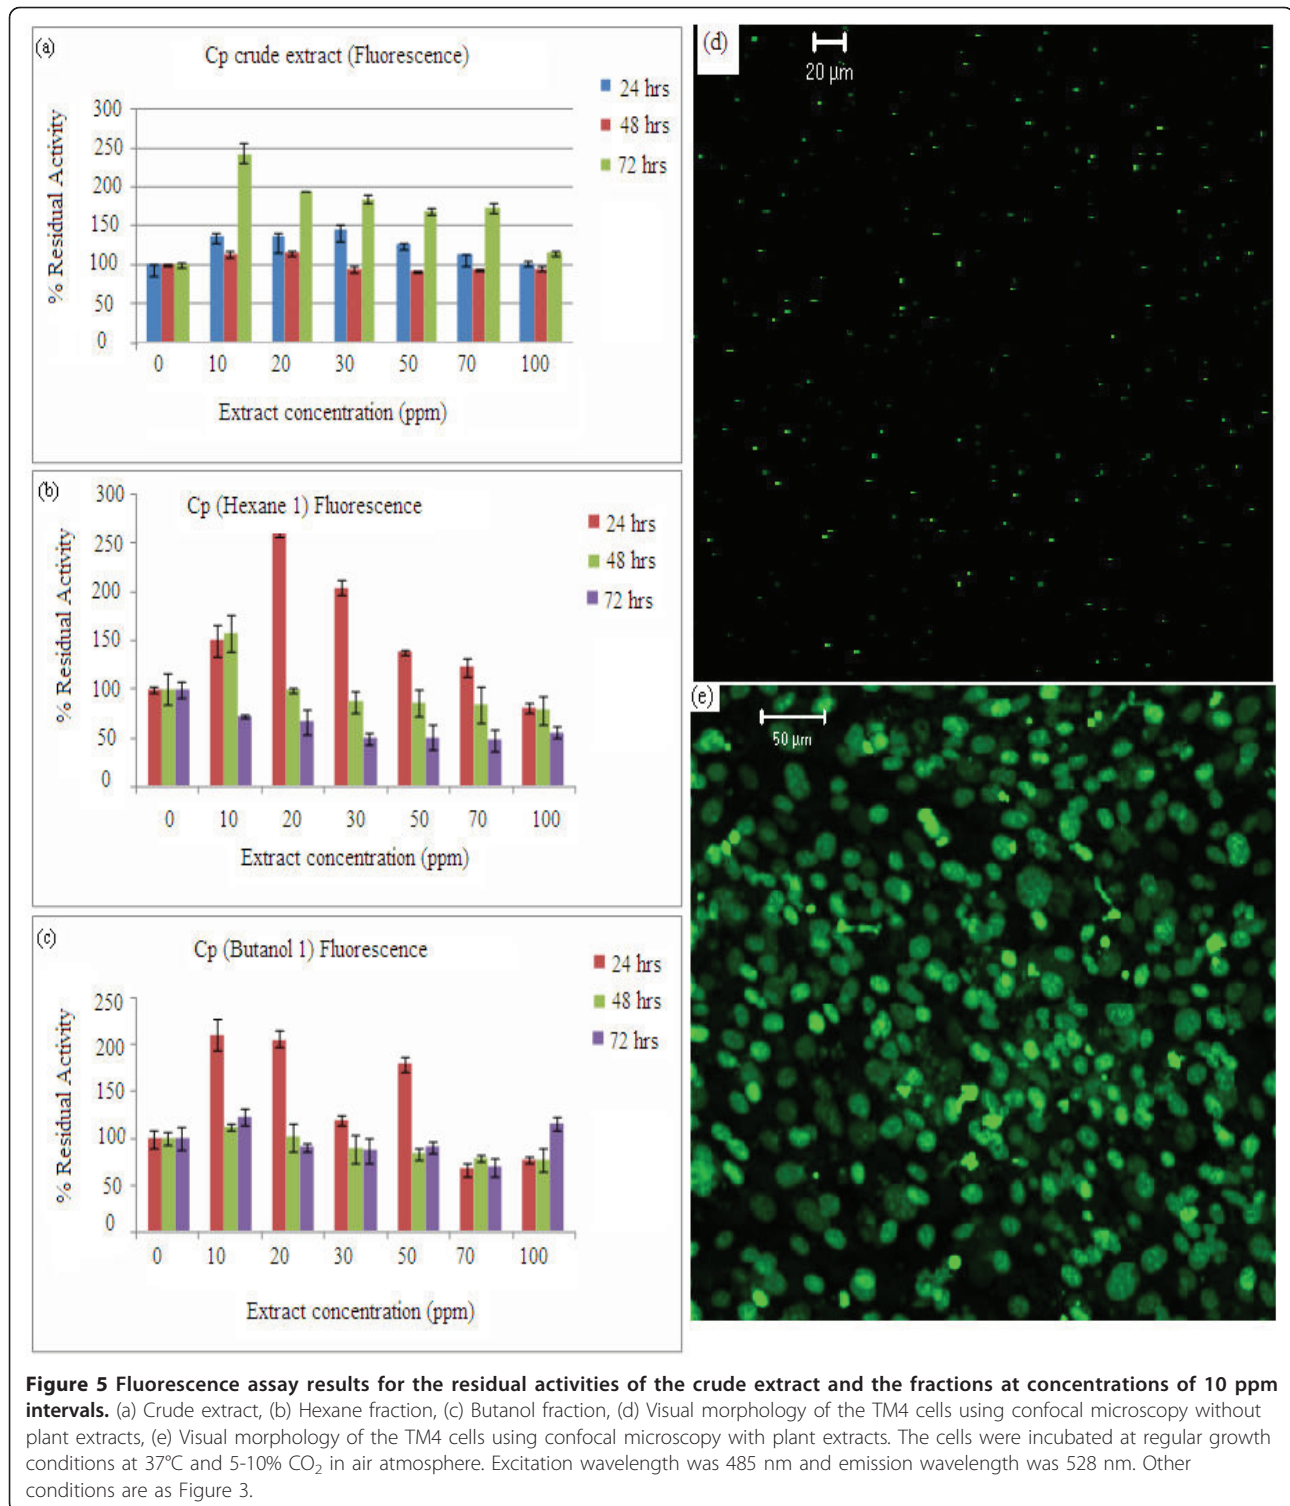 (a)
Cp crude extract (Fluorescence)
24 hrs
48 hrs
72 hrs
% Residual Activity
300
250
200
150
100
50
0
0 10 20 30 50 70 100
Extract concentration (ppm)
(b)
Cp (Hexane 1) Fluorescence
24 hrs
48 hrs
72 hrs
% Residual Activity
300
250
200
150
100
50
0
0 10 20 30 50 70 100
Extract concentration (ppm)
(c)
Cp (Butanol 1) Fluorescence
24 hrs
48 hrs
72 hrs
% Residual Activity
250
200
150
100
50
0
0 10 20 30 50 70 100
Extract concentration (ppm)
(d)
20 µm
(e)
50 µm
Figure 5 Fluorescence assay results for the residual activities of the crude extract and the fractions at concentrations of 10 ppm
intervals. (a) Crude extract, (b) Hexane fraction, (c) Butanol fraction, (d) Visual morphology of the TM4 cells using confocal microscopy without
plant extracts, (e) Visual morphology of the TM4 cells using confocal microscopy with plant extracts. The cells were incubated at regular growth
conditions at 37°C and 5-10% CO₂ in air atmosphere. Excitation wavelength was 485 nm and emission wavelength was 528 nm. Other
conditions are as Figure 3.